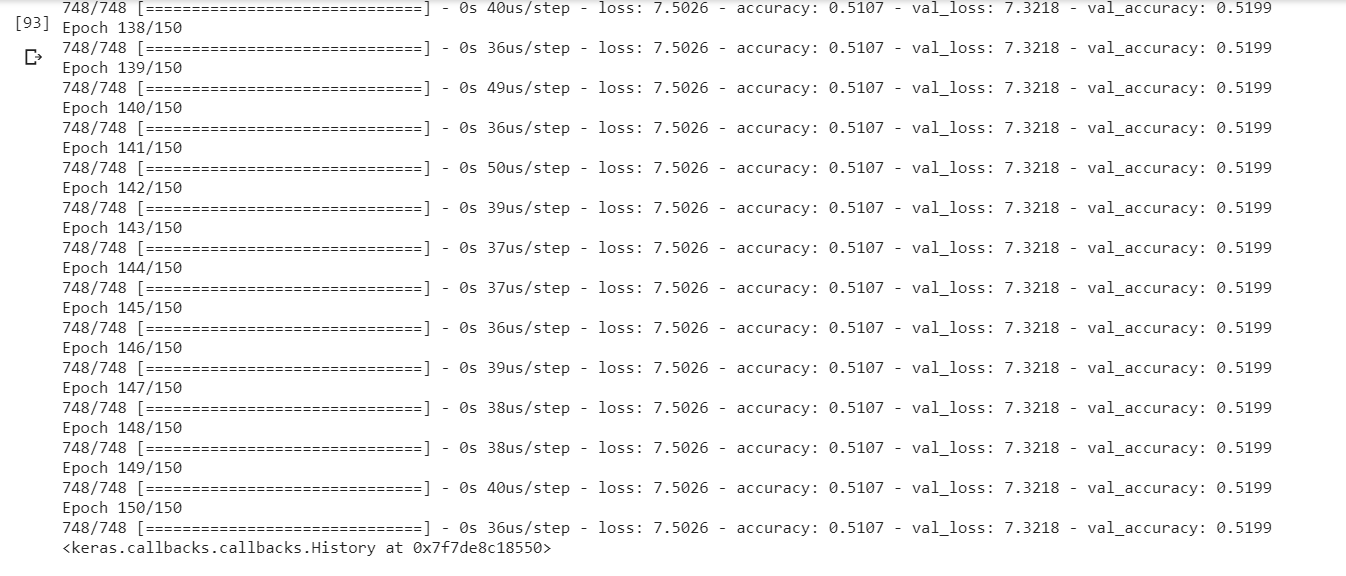 748/748 [==============================] - 0s 40us/step - loss: 7.5026 - accuracy: 0.5107 - val_loss: 7.3218 - val_accuracy: 0.5199
[93] Epoch 138/150
748/748 [==============================] - 0s 36us/step - loss: 7.5026 - accuracy: 0.5107 - val_loss: 7.3218 - val_accuracy: 0.5199
Epoch 139/150
748/748 [==============================] - 0s 49us/step - loss: 7.5026 - accuracy: 0.5107 - val_loss: 7.3218 - val_accuracy: 0.5199
Epoch 140/150
748/748 [==============================] - 0s 36us/step - loss: 7.5026 - accuracy: 0.5107 - val_loss: 7.3218 - val_accuracy: 0.5199
Epoch 141/150
748/748 [==============================] - 0s 50us/step - loss: 7.5026 - accuracy: 0.5107 - val_loss: 7.3218 - val_accuracy: 0.5199
Epoch 142/150
748/748 [==============================] - 0s 39us/step - loss: 7.5026 - accuracy: 0.5107 - val_loss: 7.3218 - val_accuracy: 0.5199
Epoch 143/150
748/748 [==============================] - 0s 37us/step - loss: 7.5026 - accuracy: 0.5107 - val_loss: 7.3218 - val_accuracy: 0.5199
Epoch 144/150
748/748 [==============================] - 0s 37us/step - loss: 7.5026 - accuracy: 0.5107 - val_loss: 7.3218 - val_accuracy: 0.5199
Epoch 145/150
748/748 [==============================] - 0s 36us/step - loss: 7.5026 - accuracy: 0.5107 - val_loss: 7.3218 - val_accuracy: 0.5199
Epoch 146/150
748/748 [==============================] - 0s 39us/step - loss: 7.5026 - accuracy: 0.5107 - val_loss: 7.3218 - val_accuracy: 0.5199
Epoch 147/150
748/748 [==============================] - 0s 38us/step - loss: 7.5026 - accuracy: 0.5107 - val_loss: 7.3218 - val_accuracy: 0.5199
Epoch 148/150
748/748 [==============================] - 0s 38us/step - loss: 7.5026 - accuracy: 0.5107 - val_loss: 7.3218 - val_accuracy: 0.5199
Epoch 149/150
748/748 [==============================] - 0s 40us/step - loss: 7.5026 - accuracy: 0.5107 - val_loss: 7.3218 - val_accuracy: 0.5199
Epoch 150/150
748/748 [==============================] - 0s 36us/step - loss: 7.5026 - accuracy: 0.5107 - val_loss: 7.3218 - val_accuracy: 0.5199
<keras.callbacks.callbacks.History at 0x7f7de8c18550>